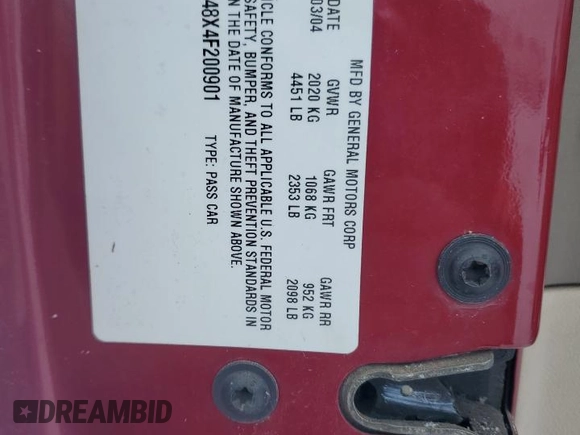 MFD BY GENERAL MOTORS CORP
DATE GVWR GAWR FRT GAWR RR
03/04 2020 KG 1068 KG 952 KG
4451 LB 2353 LB 2098 LB
ICLE CONFORMS TO ALL APPLICABLE U.S. FEDERAL MOTOR
SAFETY, BUMPER, AND THEFT PREVENTION STANDARDS IN
ON THE DATE OF MANUFACTURE SHOWN ABOVE.
48X4F200901 TYPE: PASS CAR
DREAMBID